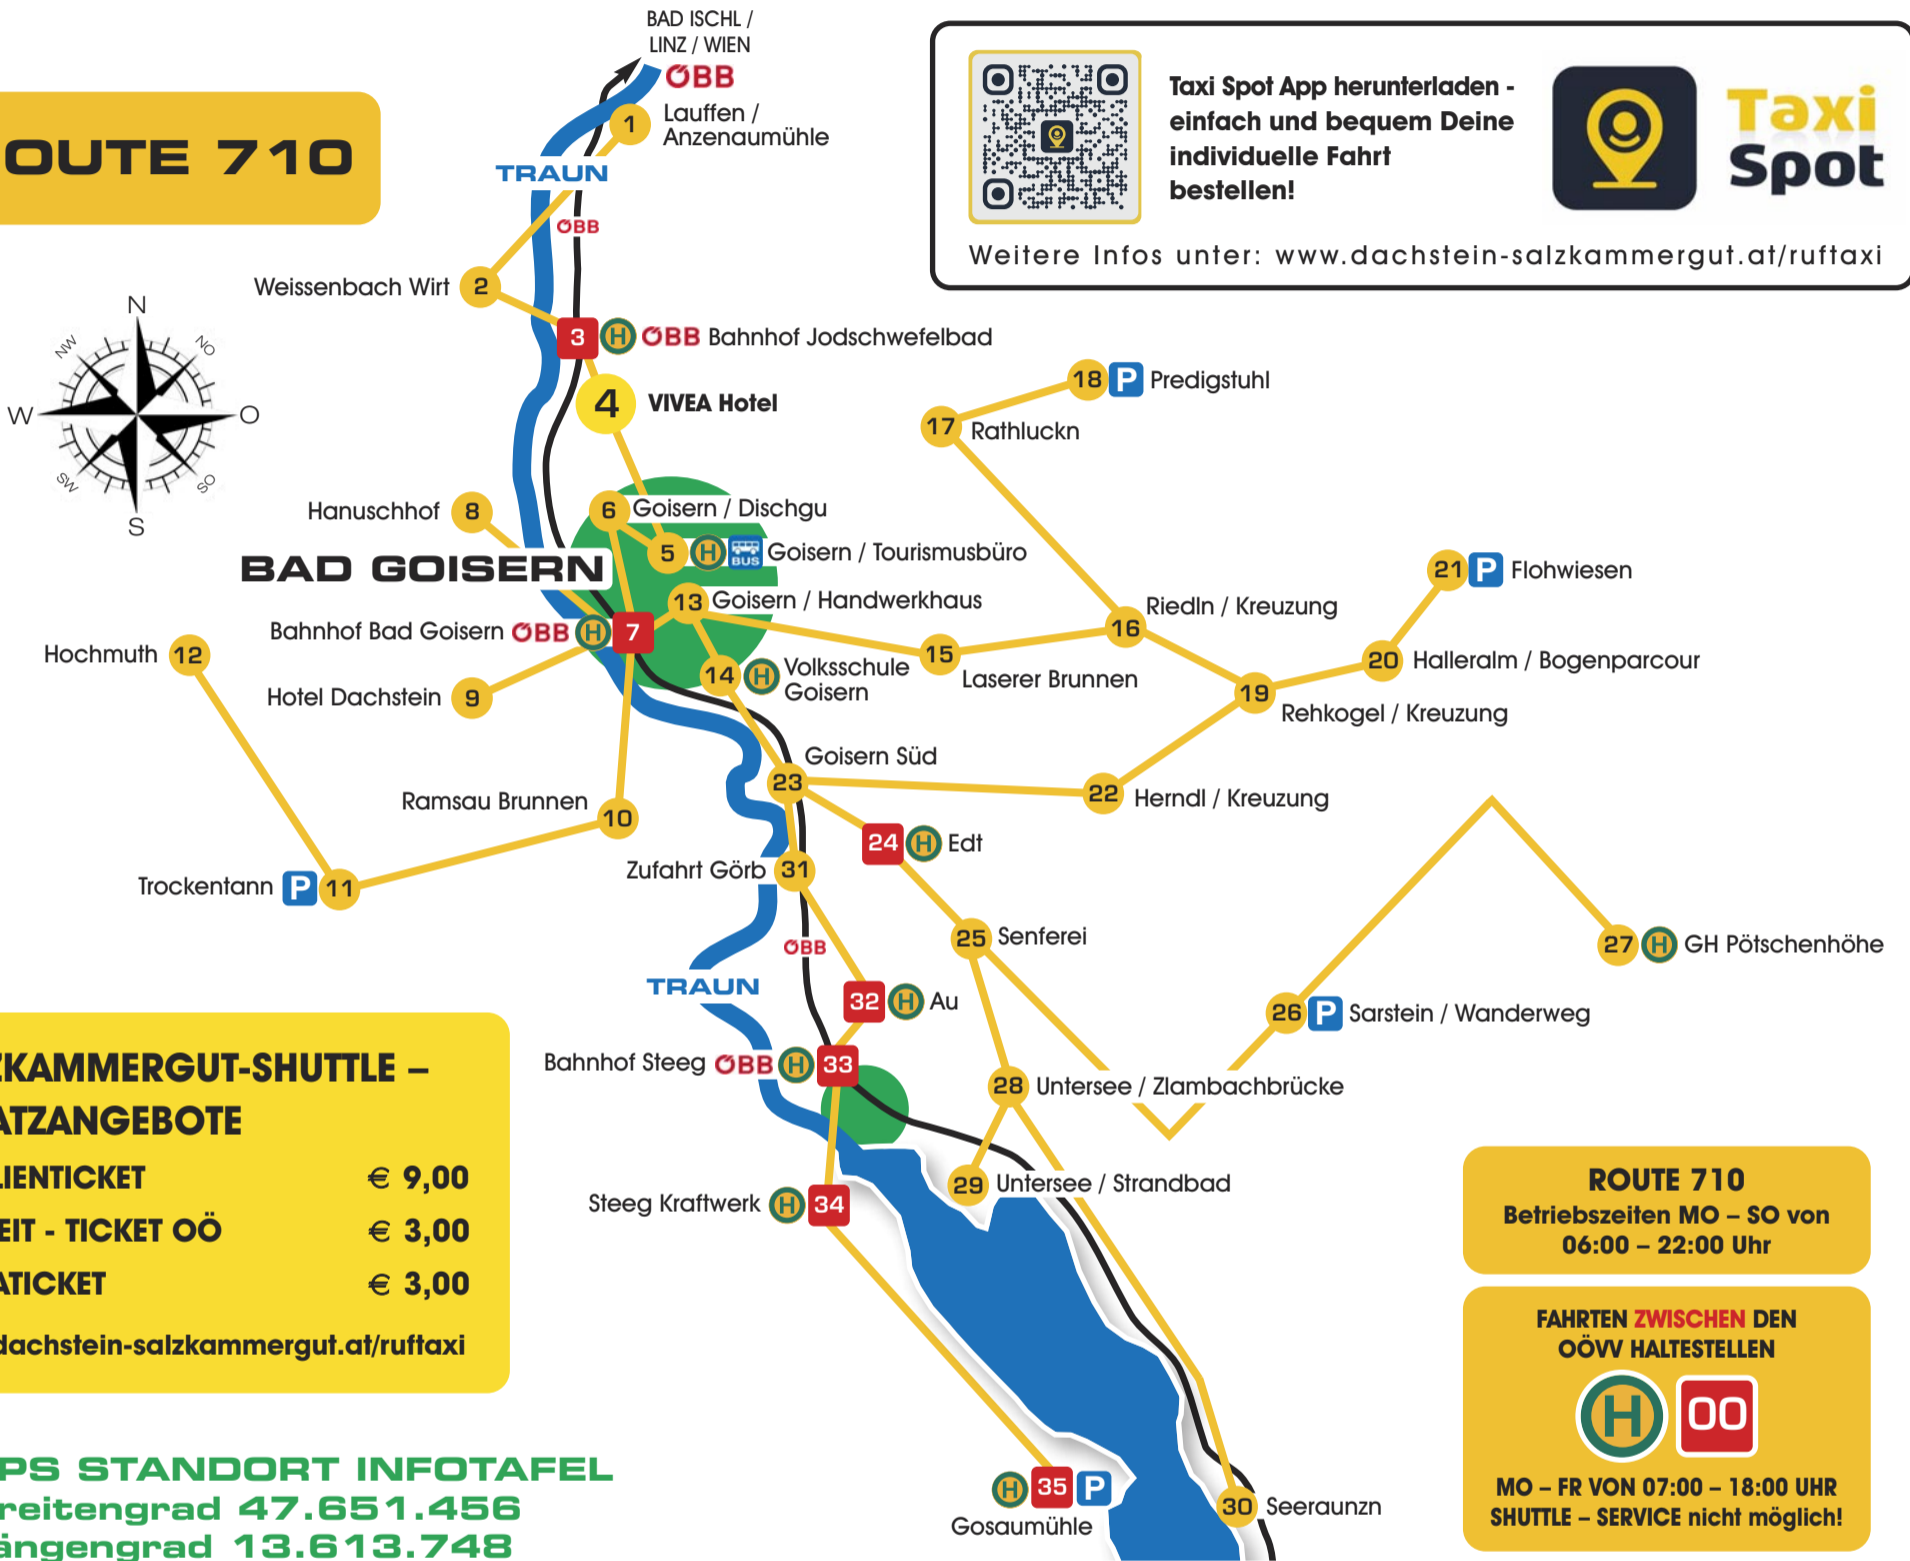 BAD ISCHL /
LINZ / WIEN
ÖBB
1
Lauffen /
Anzenaumühle
OUTE 710
TRAUN
ÖBB
Weissenbach Wirt 2
3 H ÖBB Bahnhof Jodschwefelbad
4 VIVEA Hotel
Taxi Spot App herunterladen -
einfach und bequem Deine
individuelle Fahrt
bestellen!
Taxi
Spot
Weitere Infos unter: www.dachstein-salzkammergut.at/ruftaxi
N
NO
O
SO
S
SW
W
NW
18 P Predigstuhl
17 Rathluckn
Hanuschhof 8
6 Goisern / Dischgu
5 H BUS Goisern / Tourismusbüro
BAD GOISERN
13 Goisern / Handwerkhaus
21 P Flohwiesen
Riedln / Kreuzung
16
Bahnhof Bad Goisern ÖBB H 7
Hochmuth 12
15
Laserer Brunnen
20 Halleralm / Bogenparcour
14 H Volksschule
Goisern
Hotel Dachstein 9
19
Rehkogel / Kreuzung
Goisern Süd
23
22 Herndl / Kreuzung
Ramsau Brunnen
10
24 H Edt
Zufahrt Görb 31
Trockentann P 11
25 Senferei
ÖBB
27 H GH Pötschenhöhe
TRAUN
32 H Au
26 P Sarstein / Wanderweg
Bahnhof Steeg ÖBB H 33
28 Untersee / Zlambachbrücke
29 Untersee / Strandbad
Steeg Kraftwerk H 34
H 35 P
Gosaumühle
30 Seeraunzn
ZKAMMERGUT-SHUTTLE –
ATZANGEBOTE
LIENTICKET € 9,00
EIT - TICKET OÖ € 3,00
ATICKET € 3,00
dachstein-salzkammergut.at/ruftaxi
PS STANDORT INFOTAFEL
reitengrad 47.651.456
ängengrad 13.613.748
ROUTE 710
Betriebszeiten MO – SO von
06:00 – 22:00 Uhr
FAHRTEN ZWISCHEN DEN
OÖVV HALTESTELLEN
H 00
MO – FR VON 07:00 – 18:00 UHR
SHUTTLE – SERVICE nicht möglich!